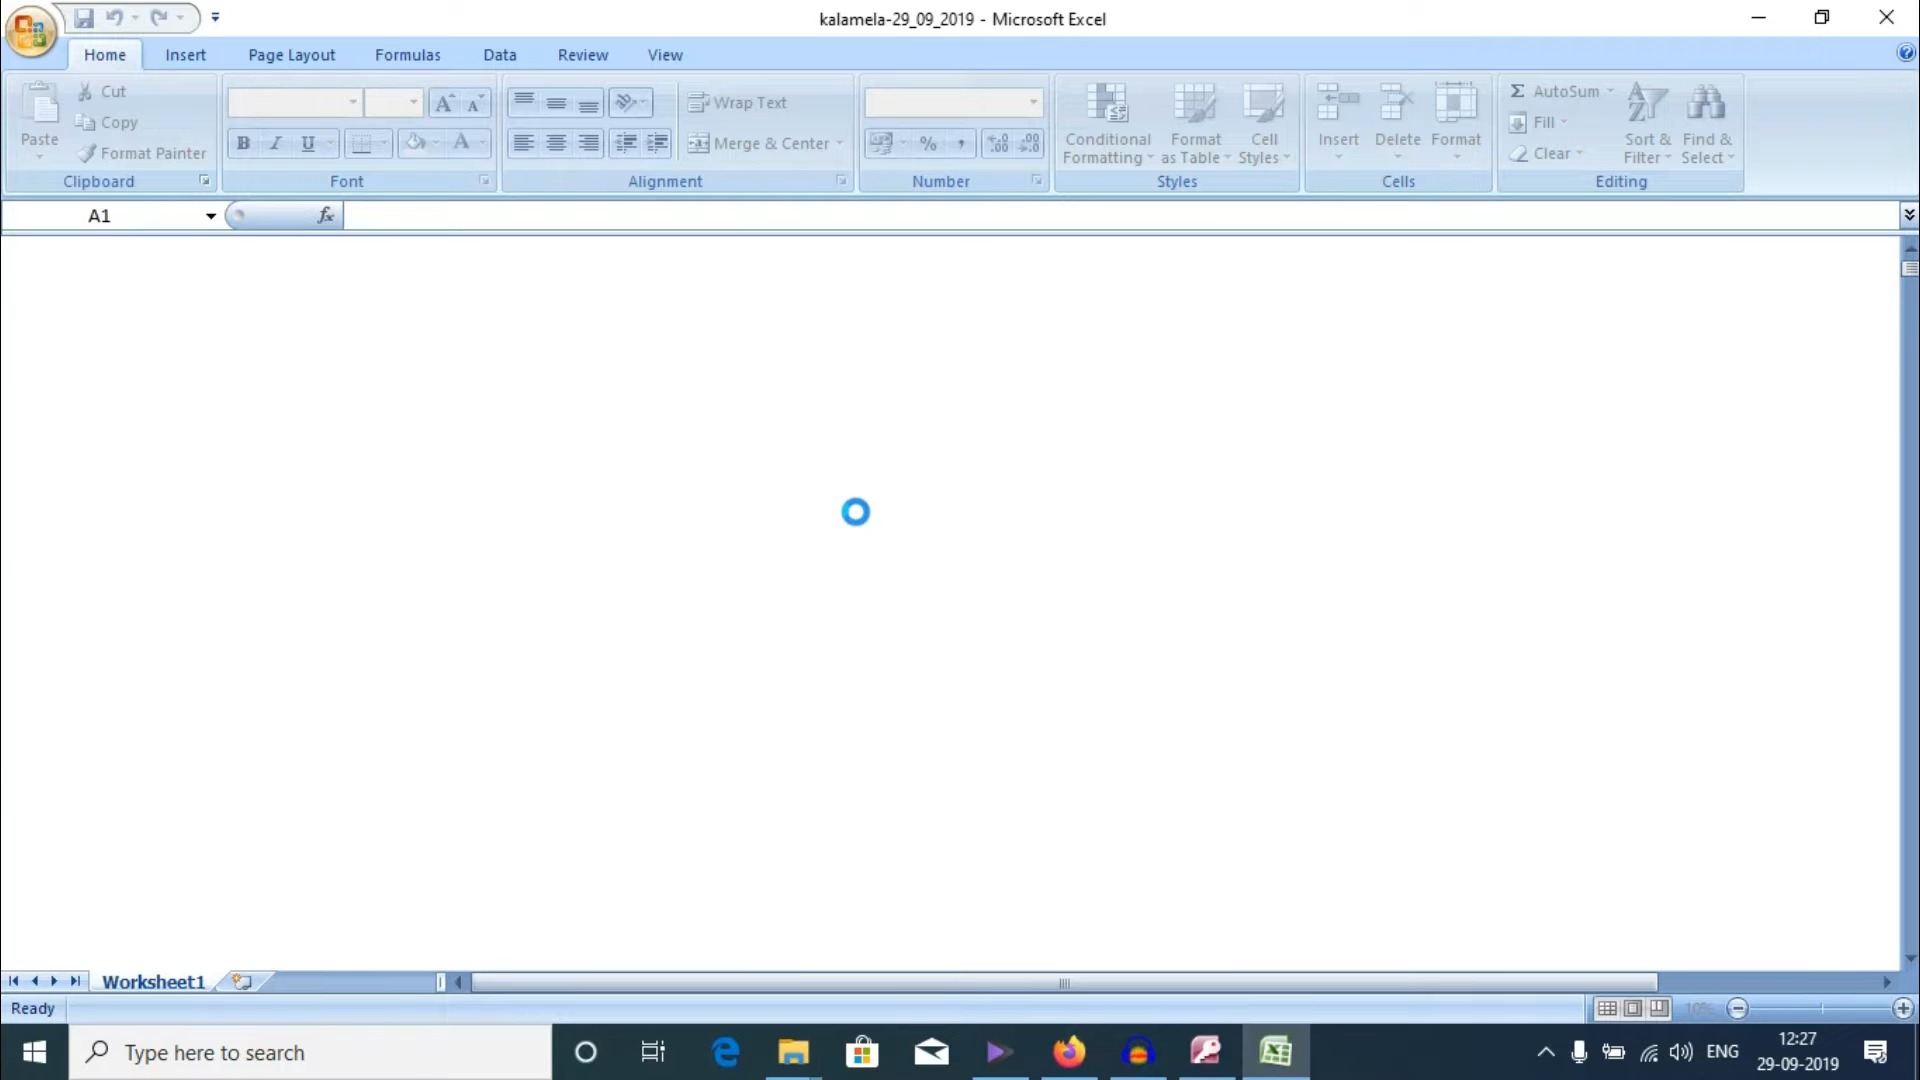 kalamela-29_09_2019 - Microsoft Excel
Home Insert Page Layout Formulas Data Review View
Cut
Copy
Format Painter
Paste
Clipboard
B I U
Font
Wrap Text
Merge & Center
Alignment
%
Number
Conditional Formatting
Format as Table
Cell Styles
Styles
Insert Delete Format
Cells
Σ AutoSum
Fill
Clear
Sort & Filter
Find & Select
Editing
A1
fx
Worksheet1
Ready
Type here to search
ENG
12:27
29-09-2019